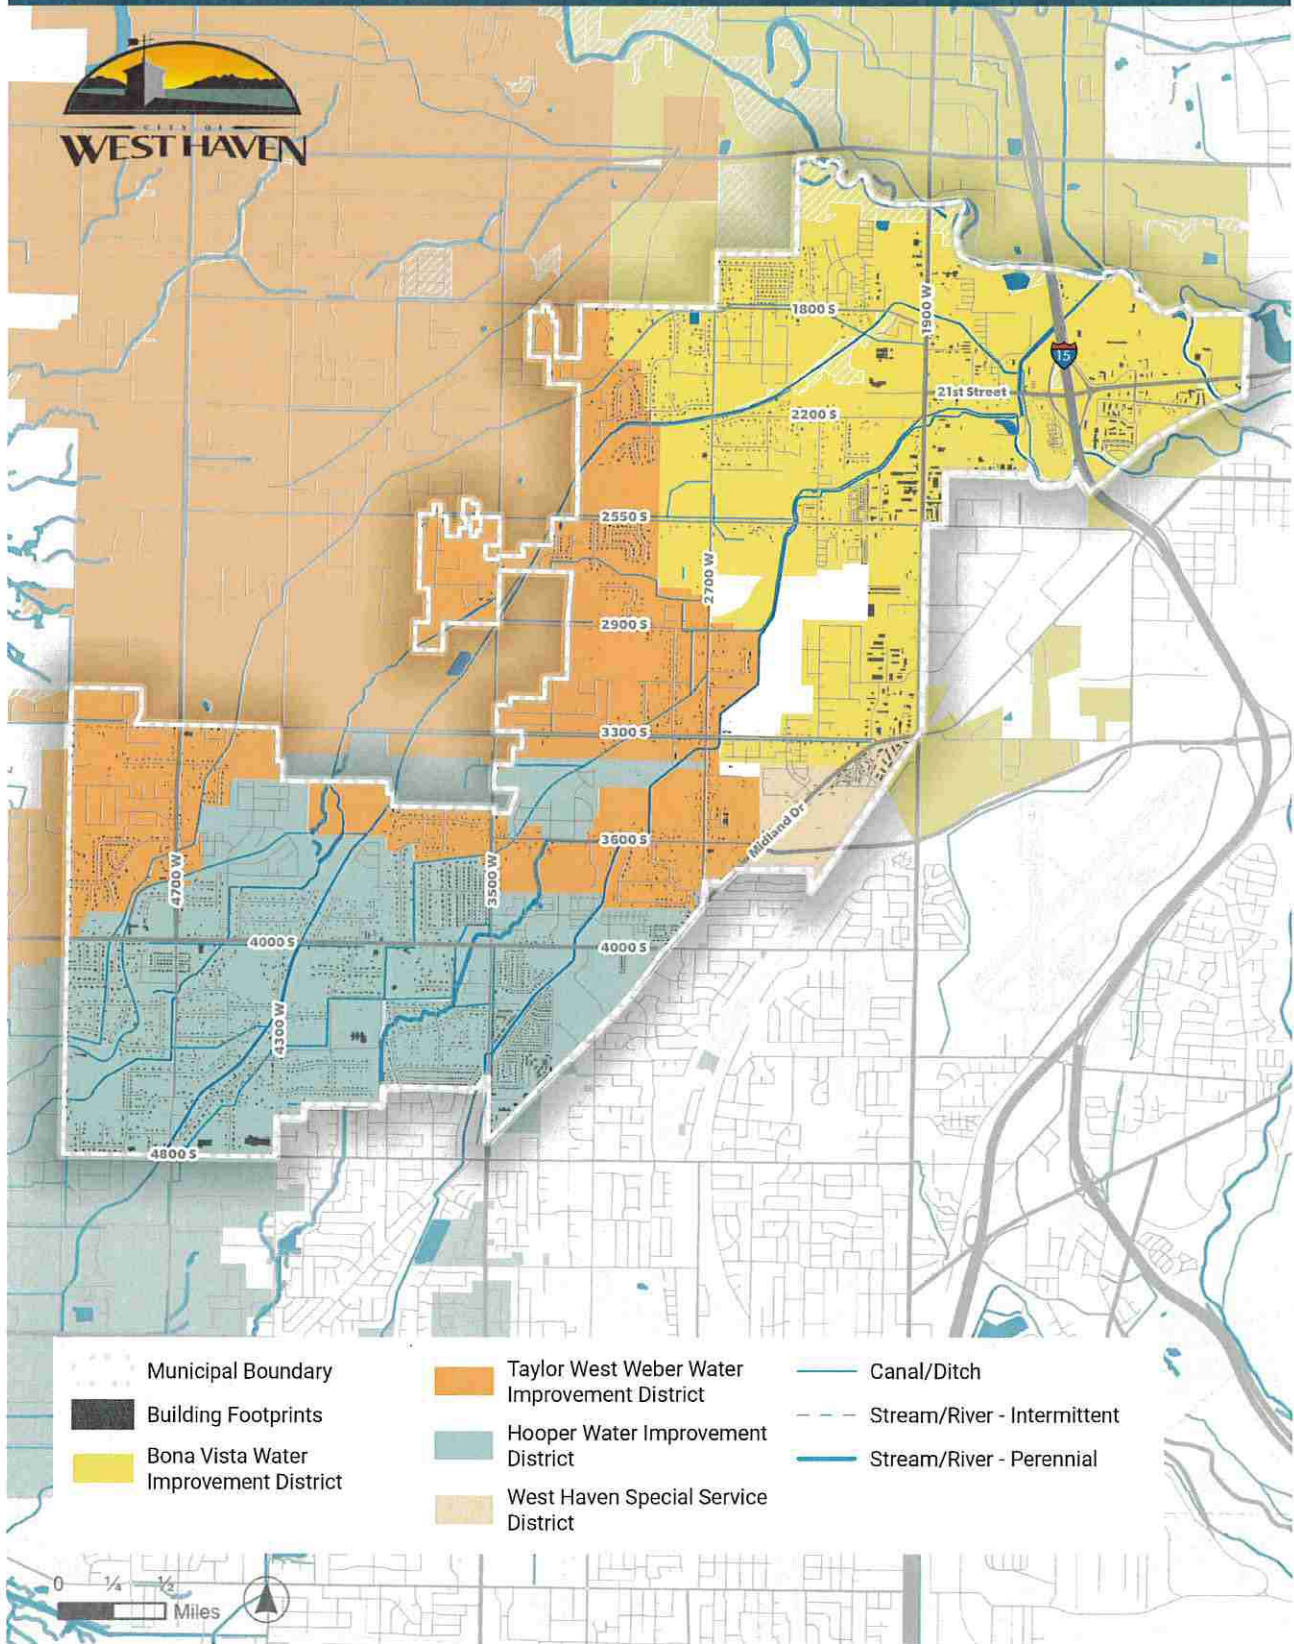 CITY OF
WEST HAVEN
1800 S
1900 W
15
21st Street
2200 S
2550 S
2700 W
2900 S
3300 S
Midland Dr
3600 S
4700 W
3500 W
4000 S
4000 S
4300 W
4800 S
Municipal Boundary
Building Footprints
Bona Vista Water
Improvement District
Taylor West Weber Water
Improvement District
Hooper Water Improvement
District
West Haven Special Service
District
Canal/Ditch
Stream/River - Intermittent
Stream/River - Perennial
0 ¼ ½
Miles